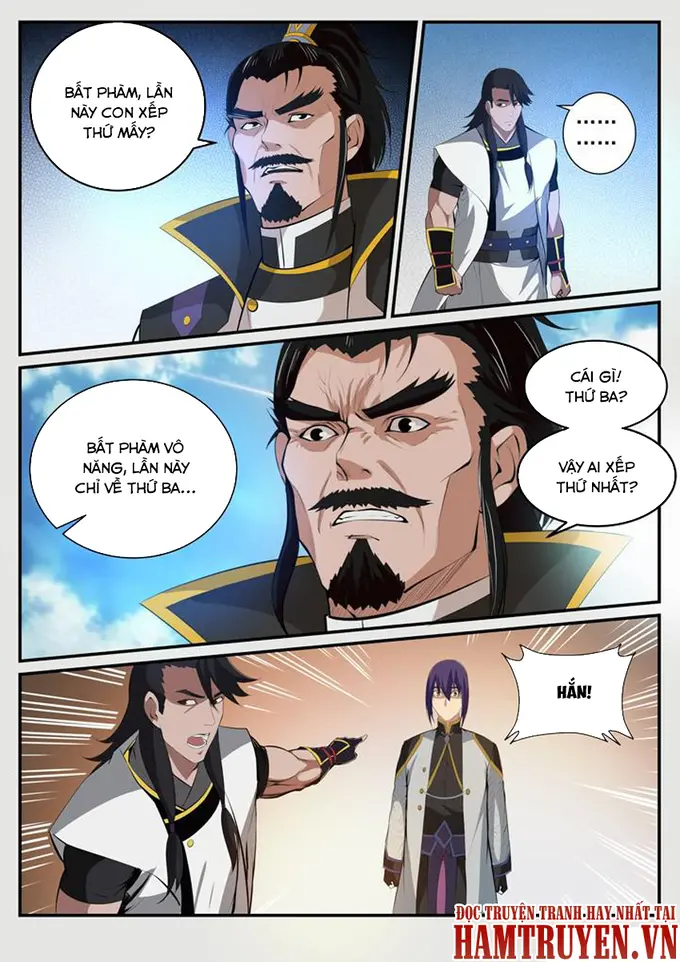 BẤT PHÀM, LẦN
NÀY CON XẾP
THỨ MẤY?
......
......
CÁI GÌ!
THỨ BA?
BẤT PHÀM VÔ
NĂNG, LẦN NÀY
CHỈ VỀ THỨ BA...
VẬY AI XẾP
THỨ NHẤT?
HẮN!
ĐỌC TRUYỆN TRANH HAY NHẤT TẠI
HAMTRUYEN.VN